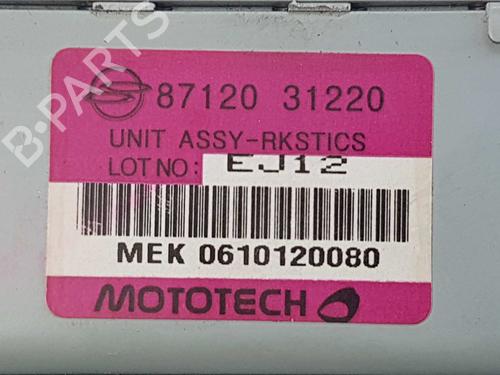 87120 31220
UNIT ASSY-RKSTICS
LOT NO: EJ12
MEK 0610120080
MOTOTECH
B-PARTS